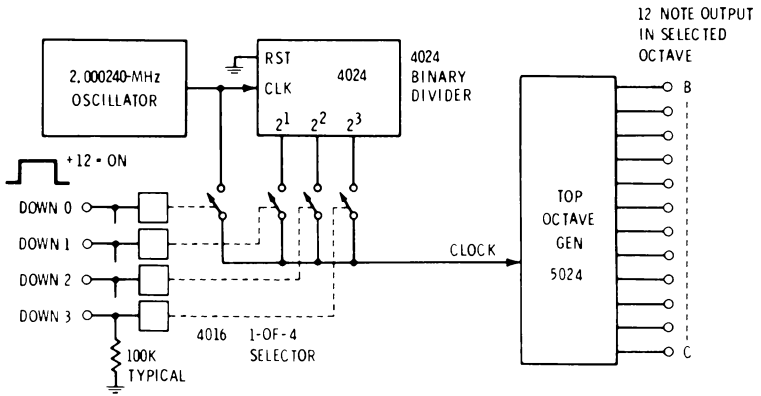 12 NOTE OUTPUT
IN SELECTED
OCTAVE
2.000240-MHz
OSCILLATOR
RST
CLK
4024
2¹ 2² 2³
4024
BINARY
DIVIDER
+12 = ON
DOWN 0
DOWN 1
DOWN 2
DOWN 3
100K
TYPICAL
4016 1-OF-4
SELECTOR
CLOCK
TOP
OCTAVE
GEN
5024
B
C